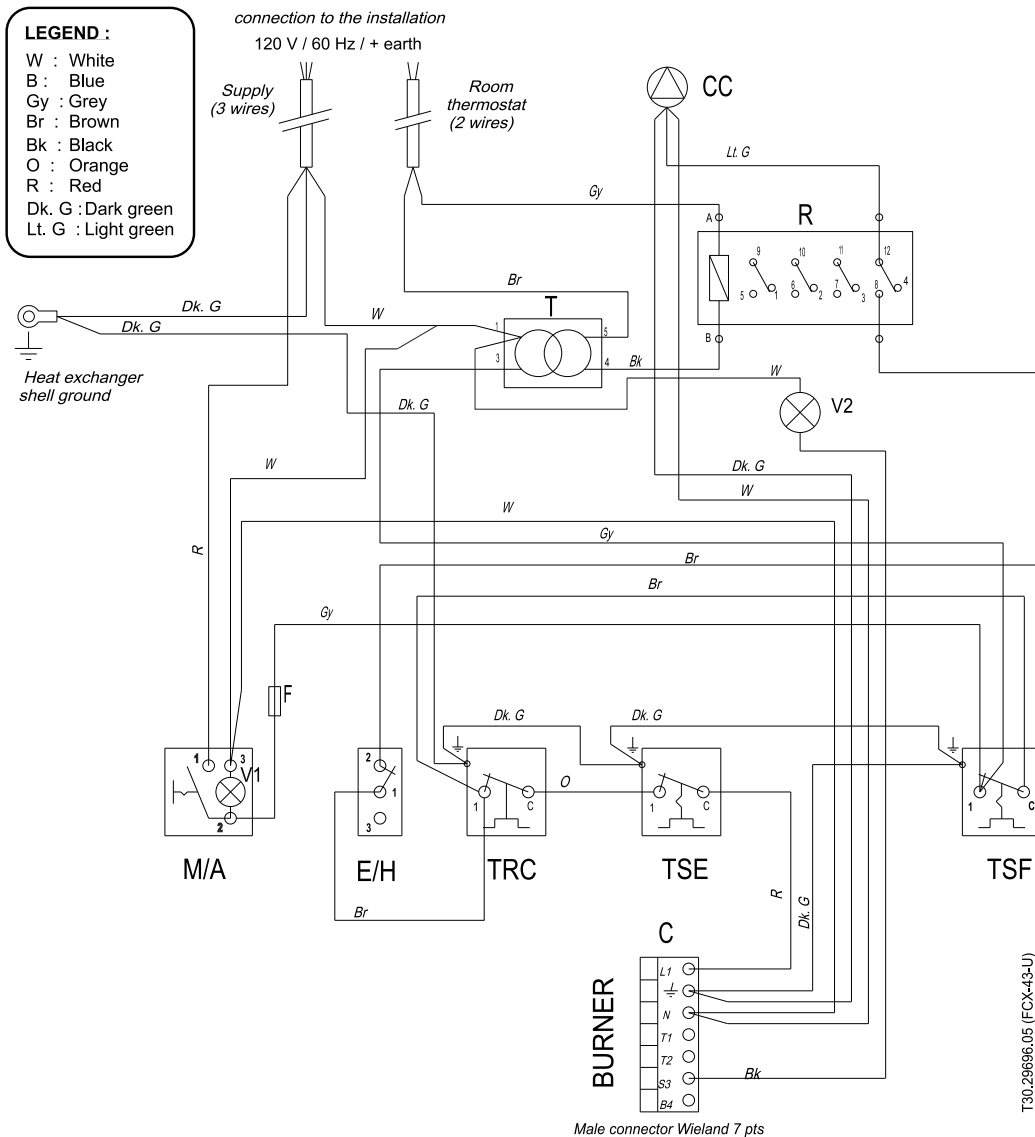 LEGEND :
W : White
B : Blue
Gy : Grey
Br : Brown
Bk : Black
O : Orange
R : Red
Dk. G : Dark green
Lt. G : Light green
connection to the installation
120 V / 60 Hz / + earth
Supply
(3 wires)
Room
thermostat
(2 wires)
CC
Lt. G
Gy
A
R
9
10
11
12
5
1
6
2
7
3
8
4
B
Br
T
1
5
3
4
Bk
Dk. G
Dk. G
W
Heat exchanger
shell ground
W
V2
Dk. G
W
Dk. G
W
W
R
Gy
Br
Br
Gy
F
Dk. G
Dk. G
1
3
V1
2
M/A
2
1
3
E/H
1
C
TRC
O
1
C
TSE
1
C
TSF
Br
R
Dk. G
C
BURNER
L1
N
T1
T2
S3
B4
Bk
Male connector Wieland 7 pts
T30.29696.05 (FCX-43-U)